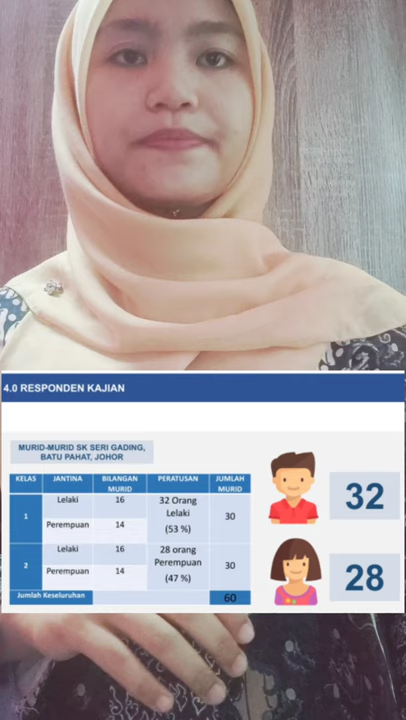 4.0 RESPONDEN KAJIAN
MURID-MURID SK SERI GADING,
BATU PAHAT, JOHOR
KELAS JANTINA BILANGAN MURID PERATUSAN JUMLAH MURID
1 Lelaki 16 32 Orang Lelaki (53 %) 30
Perempuan 14
2 Lelaki 16 28 orang Perempuan (47 %) 30
Perempuan 14
Jumlah Keseluruhan 60
32
28